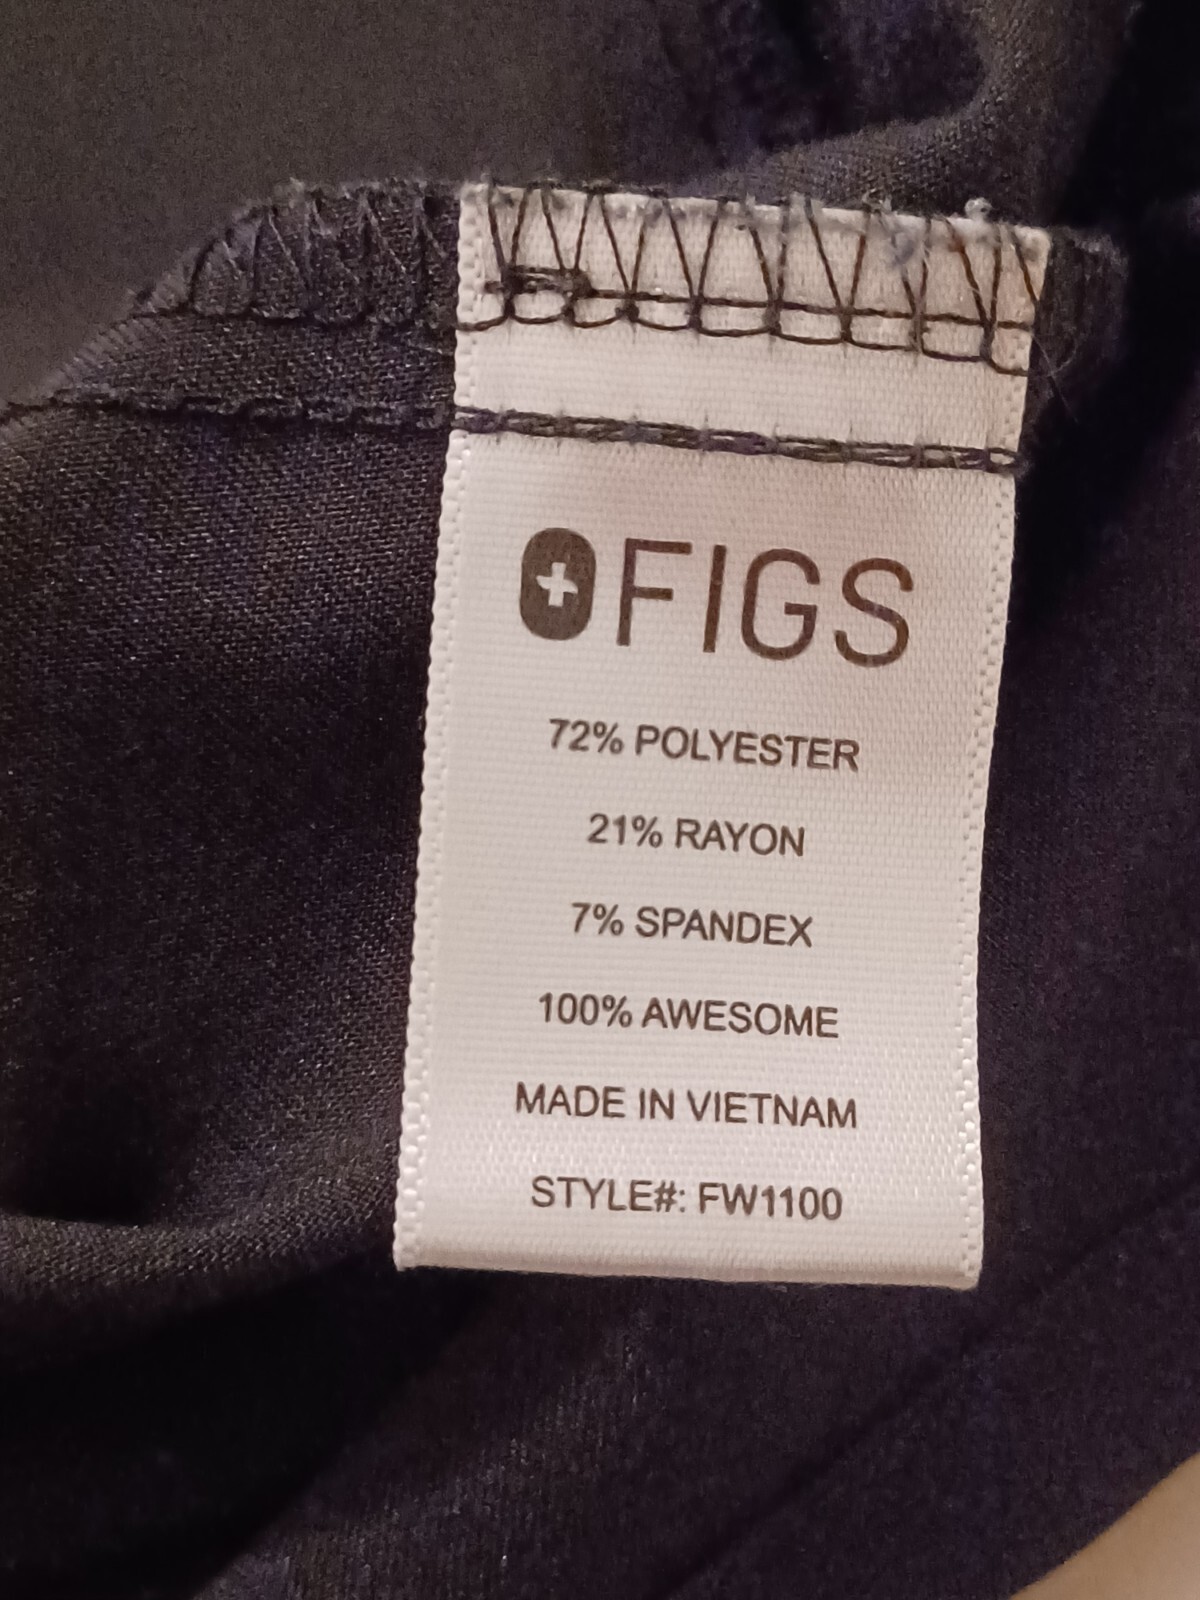 FIGS
72% POLYESTER
21% RAYON
7% SPANDEX
100% AWESOME
MADE IN VIETNAM
STYLE#: FW1100